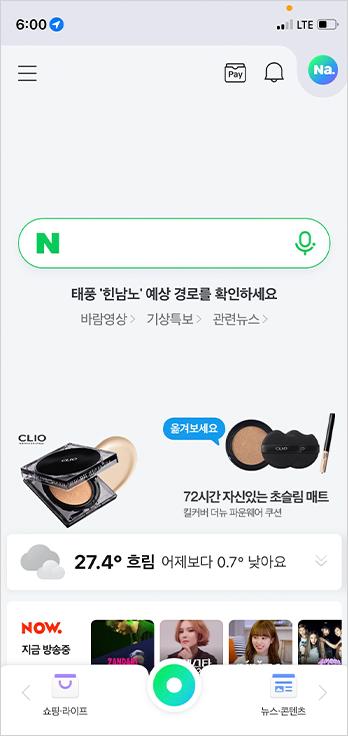 6:00
LTE
Pay
Na.
N
태풍 '힌남노' 예상 경로를 확인하세요
바람영상 기상특보 관련뉴스
CLIO
옮겨보세요
CLIO
72시간 자신있는 초슬림 매트
킬커버 더뉴 파운웨어 쿠션
27.4° 흐림 어제보다 0.7° 낮아요
NOW.
지금 방송중
쇼핑·라이프
뉴스·콘텐츠